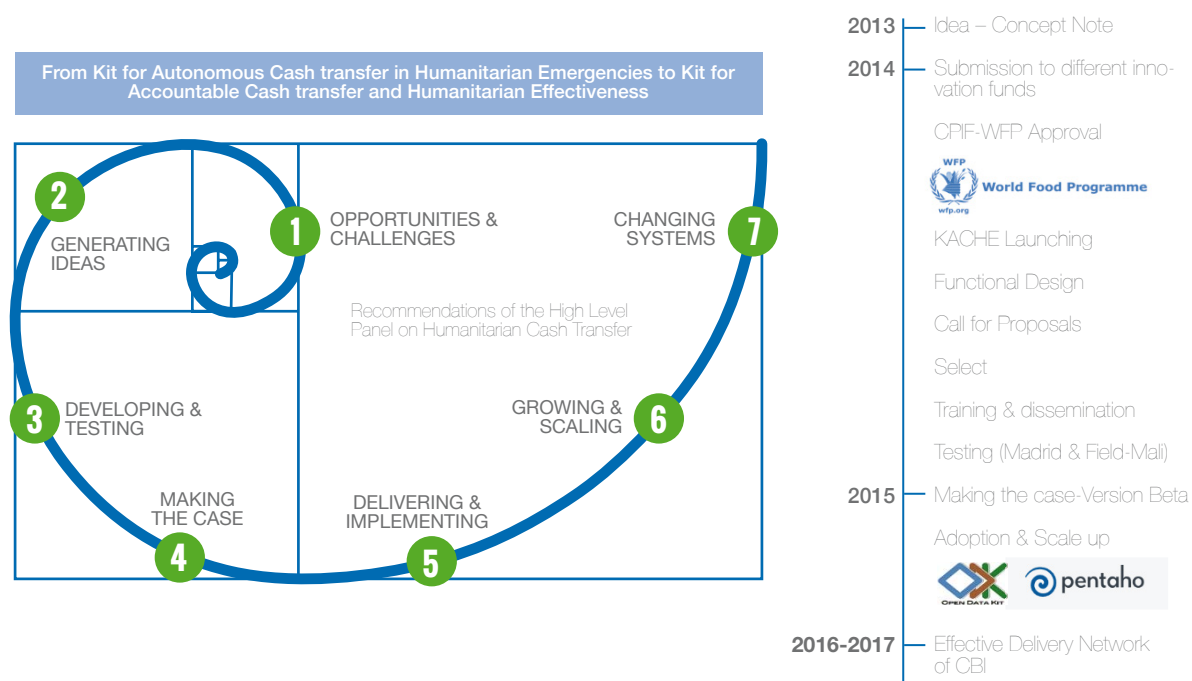 From Kit for Autonomous Cash transfer in Humanitarian Emergencies to Kit for
Accountable Cash transfer and Humanitarian Effectiveness
1
OPPORTUNITIES &
CHALLENGES
2
GENERATING
IDEAS
3
DEVELOPING &
TESTING
MAKING
THE CASE
4
DELIVERING &
IMPLEMENTING
5
GROWING &
SCALING
6
CHANGING
SYSTEMS
7
Recommendations of the High Level
Panel on Humanitarian Cash Transfer
2013
Idea – Concept Note
2014
Submission to different inno-
vation funds
CPIF-WFP Approval
WFP
World Food Programme
wfp.org
KACHE Launching
Functional Design
Call for Proposals
Select
Training & dissemination
Testing (Madrid & Field-Mali)
2015
Making the case-Version Beta
Adoption & Scale up
OPEN DATA KIT
pentaho
2016-2017
Effective Delivery Network
of CBI